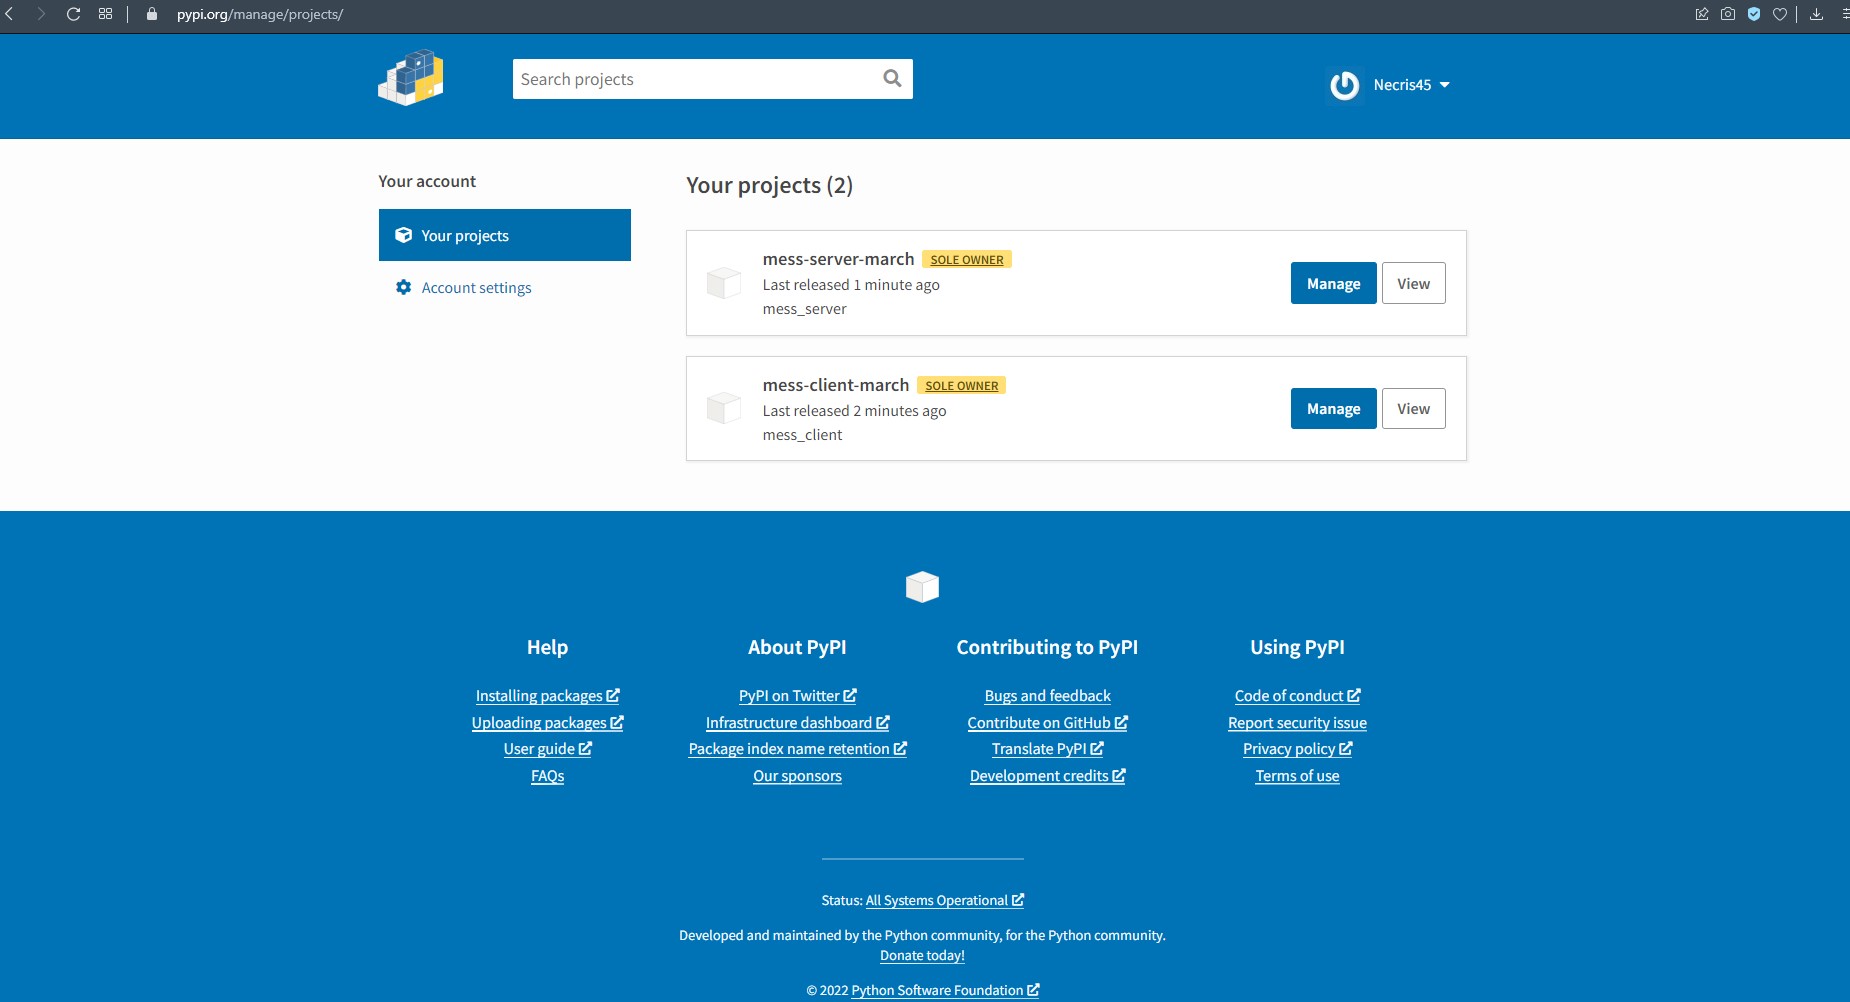 pypi.org/manage/projects/
Search projects
Necris45
Your account
Your projects
Account settings
Your projects (2)
mess-server-march SOLE OWNER
Last released 1 minute ago
mess_server
Manage View
mess-client-march SOLE OWNER
Last released 2 minutes ago
mess_client
Manage View
Help
Installing packages
Uploading packages
User guide
FAQs
About PyPI
PyPI on Twitter
Infrastructure dashboard
Package index name retention
Our sponsors
Contributing to PyPI
Bugs and feedback
Contribute on GitHub
Translate PyPI
Development credits
Using PyPI
Code of conduct
Report security issue
Privacy policy
Terms of use
Status: All Systems Operational
Developed and maintained by the Python community, for the Python community.
Donate today!
© 2022 Python Software Foundation